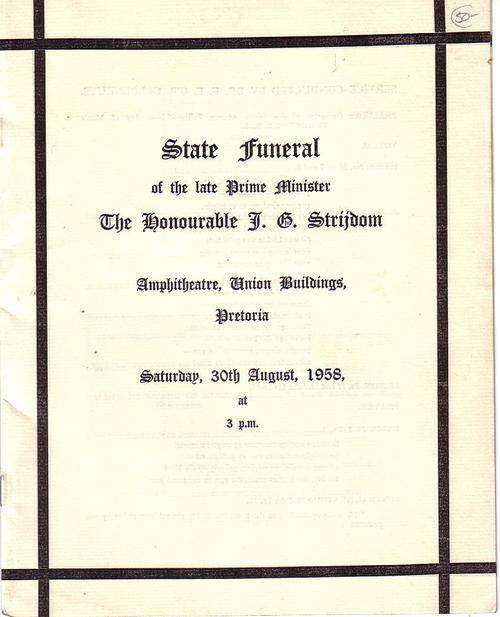 50-
State Funeral
of the late Prime Minister
The Honourable J. G. Strijdom
Amphitheatre, Union Buildings,
Pretoria
Saturday, 30th August, 1958,
at
3 p.m.